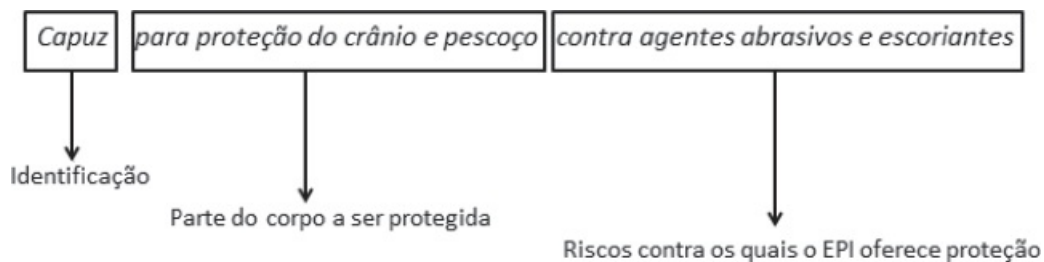 Capuz para proteção do crânio e pescoço contra agentes abrasivos e escoriantes
Identificação
Parte do corpo a ser protegida
Riscos contra os quais o EPI oferece proteção